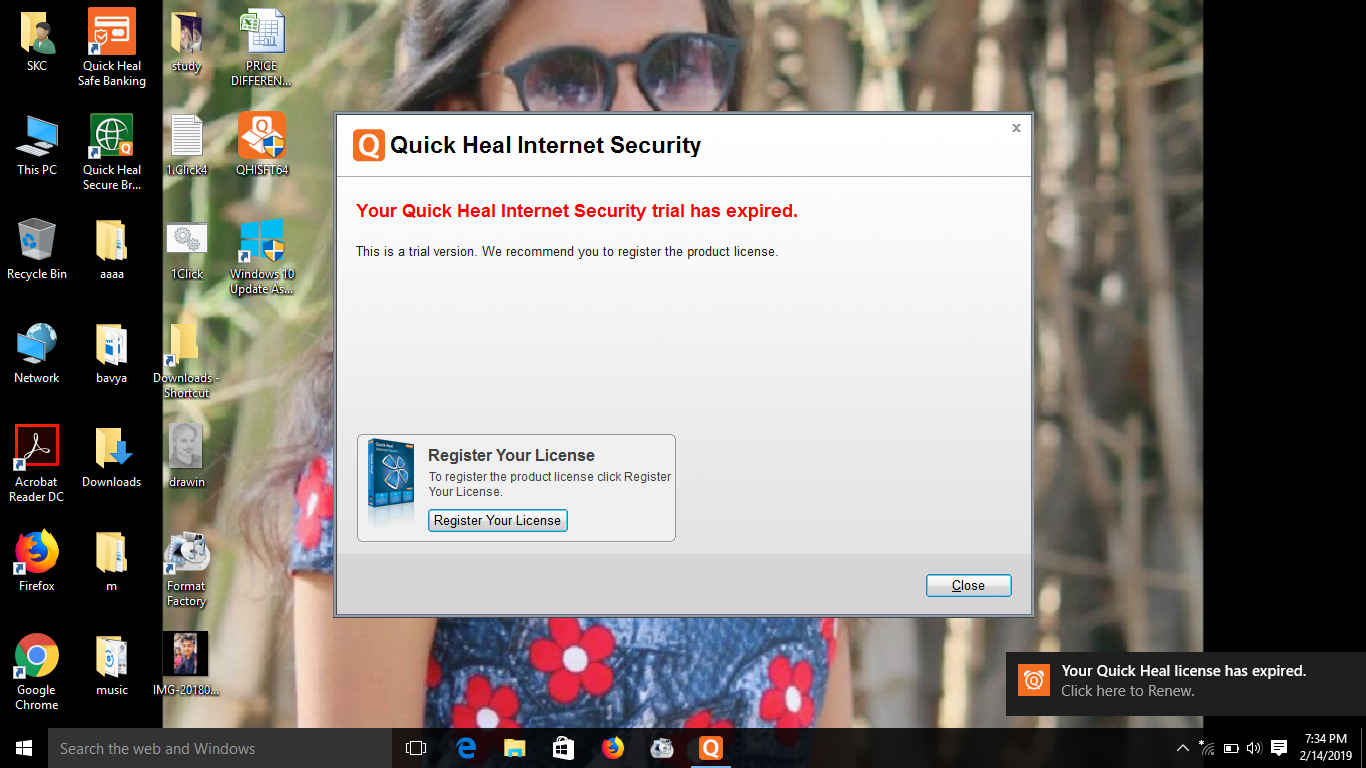 SKC
Quick Heal
Safe Banking
study
PRICE
DIFFEREN...
This PC
Quick Heal
Secure Br...
1.Click4
QHISFT64
Recycle Bin
aaaa
1Click
Windows 10
Update As...
Network
bavya
Downloads -
Shortcut
Acrobat
Reader DC
Downloads
drawin
Firefox
m
Format
Factory
Google
Chrome
music
IMG-20180...
Quick Heal Internet Security
x
Your Quick Heal Internet Security trial has expired.
This is a trial version. We recommend you to register the product license.
Quick Heal
Register Your License
To register the product license click Register
Your License.
Register Your License
Close
Your Quick Heal license has expired.
Click here to Renew.
Search the web and Windows
7:34 PM
2/14/2019